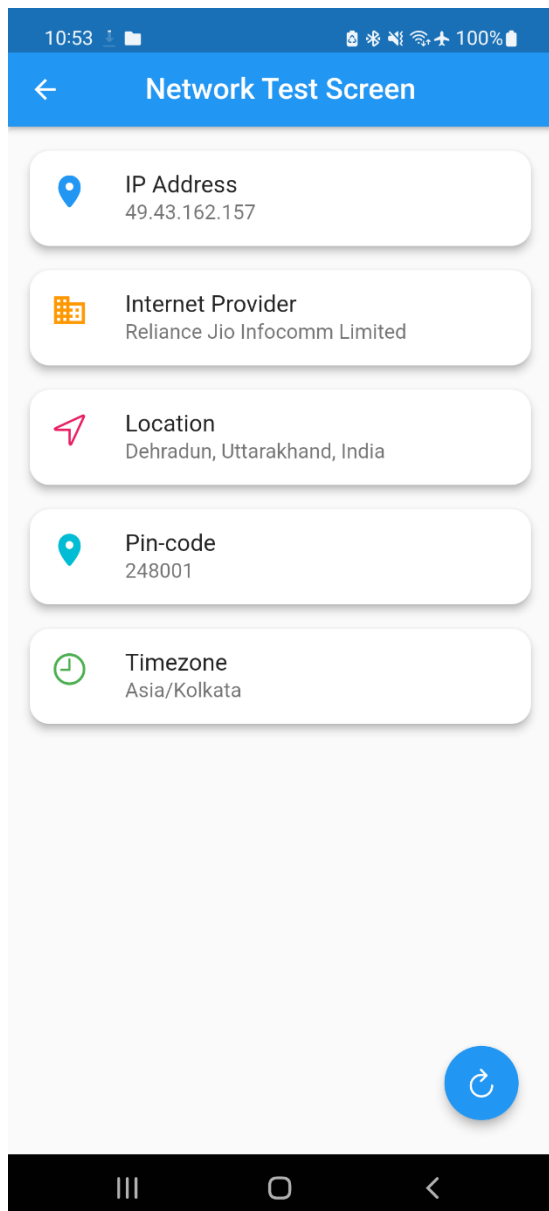 10:53 100%
Network Test Screen
IP Address
49.43.162.157
Internet Provider
Reliance Jio Infocomm Limited
Location
Dehradun, Uttarakhand, India
Pin-code
248001
Timezone
Asia/Kolkata